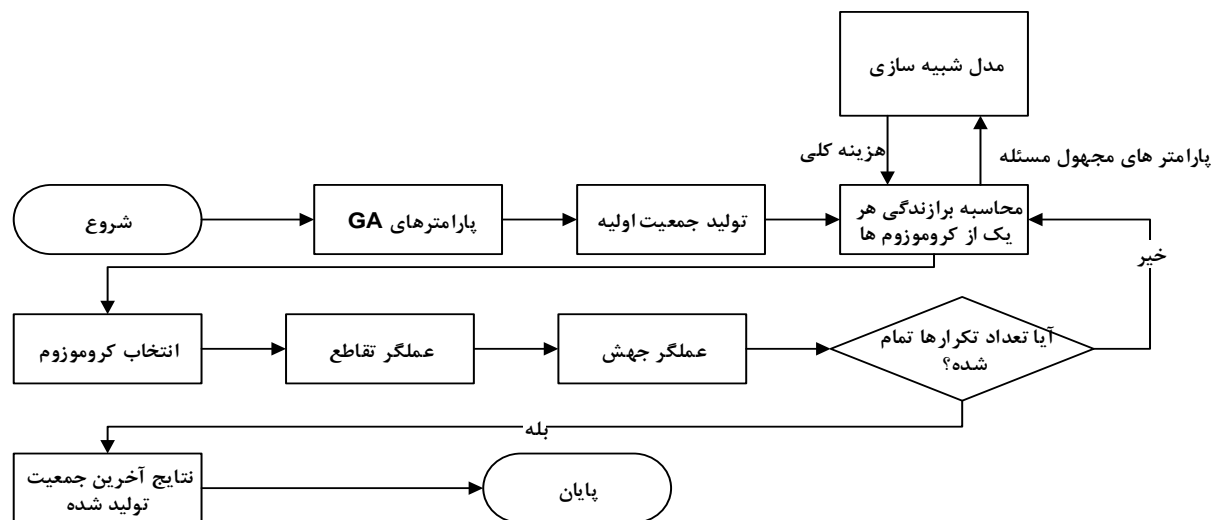 مدل شبیه سازی
هزینه کلی
پارامتر های مجهول مسئله
شروع
پارامترهای GA
تولید جمعیت اولیه
محاسبه برازندگی هر
یک از کروموزوم ها
خیر
انتخاب کروموزوم
عملگر تقاطع
عملگر جهش
آیا تعداد تکرارها تمام
شده؟
بله
نتایج آخرین جمعیت
تولید شده
پایان